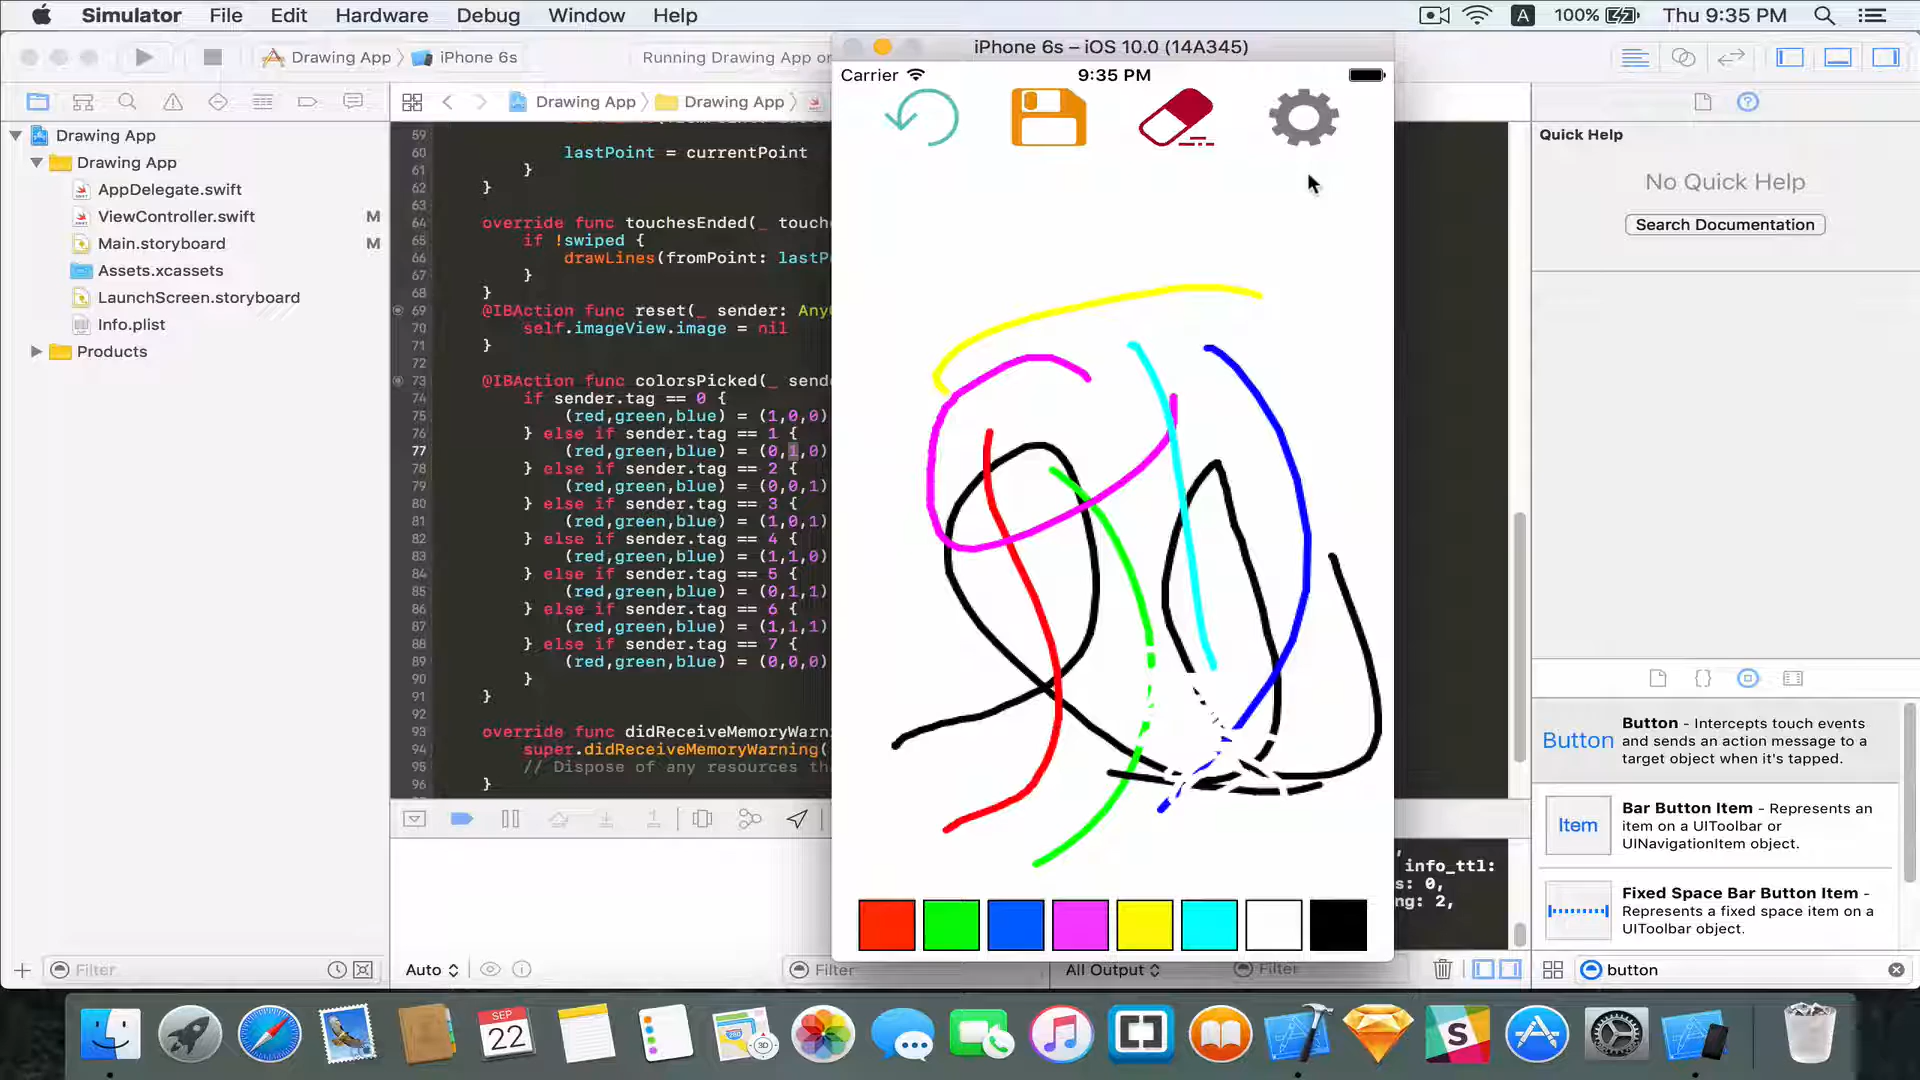 Simulator File Edit Hardware Debug Window Help
A 100% Thu 9:35 PM
Drawing App iPhone 6s
Running Drawing App
iPhone 6s – iOS 10.0 (14A345)
Carrier 9:35 PM
Drawing App Drawing App
Drawing App
Drawing App
AppDelegate.swift
ViewController.swift M
Main.storyboard M
Assets.xcassets
LaunchScreen.storyboard
Info.plist
Products
59
60 lastPoint = currentPoint
61 }
62 }
63
64 override func touchesEnded(_
65 if !swiped {
66 drawLines(fromPoint:
67 }
68 }
69 @IBAction func reset(_ sender:
70 self.imageView.image = nil
71 }
72
73 @IBAction func colorsPicked(_
74 if sender.tag == 0 {
75 (red,green,blue) = (1,0,0)
76 } else if sender.tag == 1 {
77 (red,green,blue) = (0,1,0)
78 } else if sender.tag == 2 {
79 (red,green,blue) = (0,0,1)
80 } else if sender.tag == 3 {
81 (red,green,blue) = (1,0,1)
82 } else if sender.tag == 4 {
83 (red,green,blue) = (1,1,0)
84 } else if sender.tag == 5 {
85 (red,green,blue) = (0,1,1)
86 } else if sender.tag == 6 {
87 (red,green,blue) = (1,1,1)
88 } else if sender.tag == 7 {
89 (red,green,blue) = (0,0,0)
90 }
91 }
92
93 override func
94 super.didReceiveMemoryWarning(
95 // Dispose of any resources
96 }
Quick Help
No Quick Help
Search Documentation
Button
Button - Intercepts touch events
and sends an action message to a
target object when it's tapped.
Item
Bar Button Item - Represents an
item on a UIToolbar or
UINavigationItem object.
Fixed Space Bar Button Item -
Represents a fixed space item on a
UIToolbar object.
info_ttl:
s: 0,
ng: 2,
Filter
Auto
Filter
All Output
Filter
button
SEP
22
3D
S